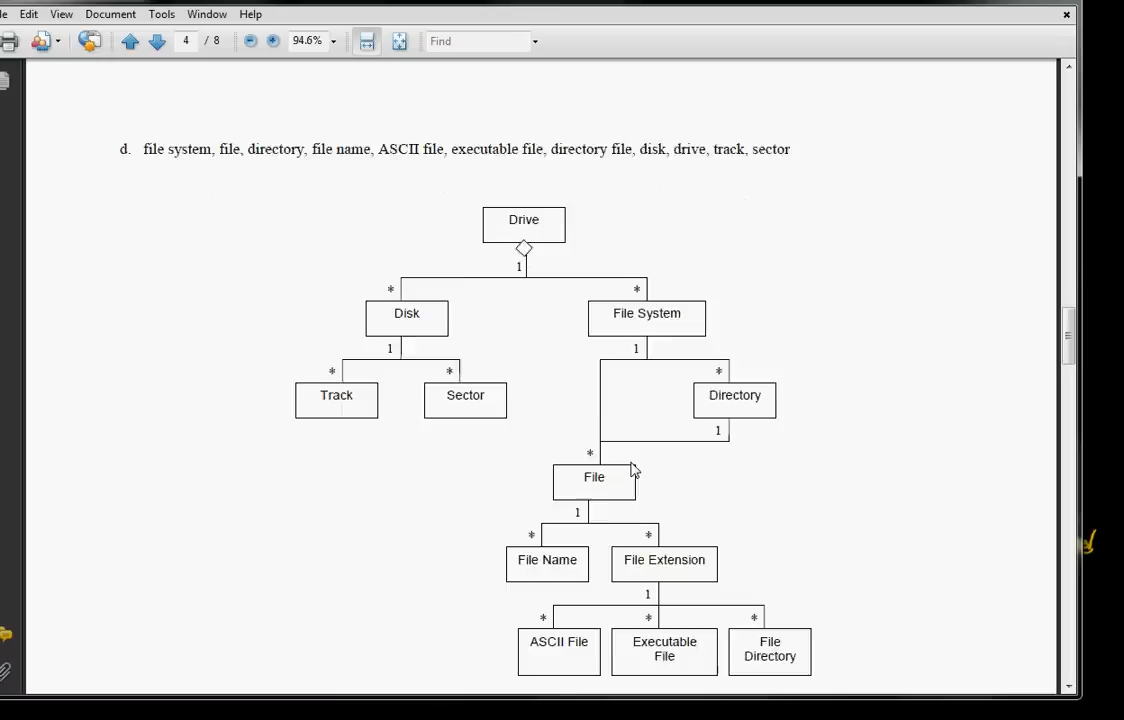 le Edit View Document Tools Window Help
4 / 8 94.6% Find
d. file system, file, directory, file name, ASCII file, executable file, directory file, disk, drive, track, sector
Drive
1
* *
Disk File System
1 1
* * *
Track Sector Directory
1
*
File
1
* *
File Name File Extension
1
* * *
ASCII File Executable File
File Directory